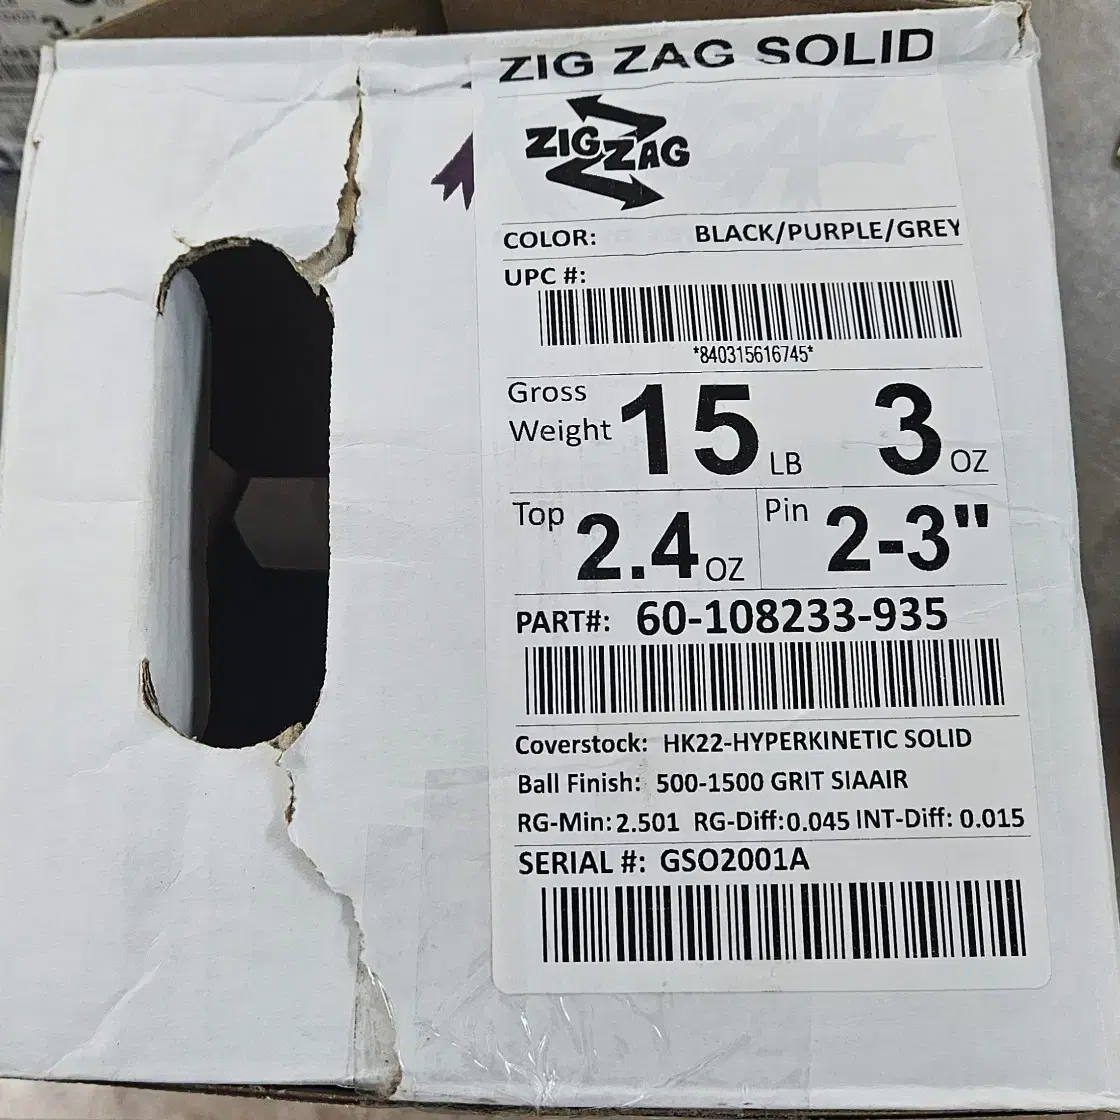 ZIG ZAG SOLID
ZIGZAG
COLOR: BLACK/PURPLE/GREY
UPC #:
*840315616745*
Gross Weight 15 LB 3 OZ
Top 2.4 OZ Pin 2-3"
PART#: 60-108233-935
Coverstock: HK22-HYPERKINETIC SOLID
Ball Finish: 500-1500 GRIT SIAAIR
RG-Min: 2.501 RG-Diff: 0.045 INT-Diff: 0.015
SERIAL #: GSO2001A